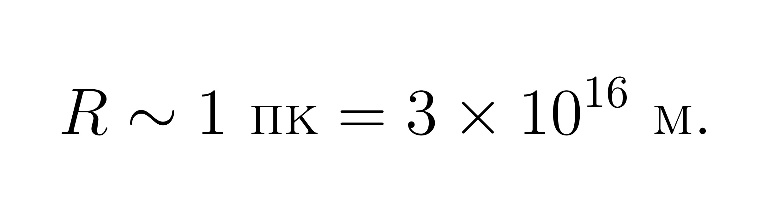 R ∼ 1 пк = 3 × 10¹⁶ м.